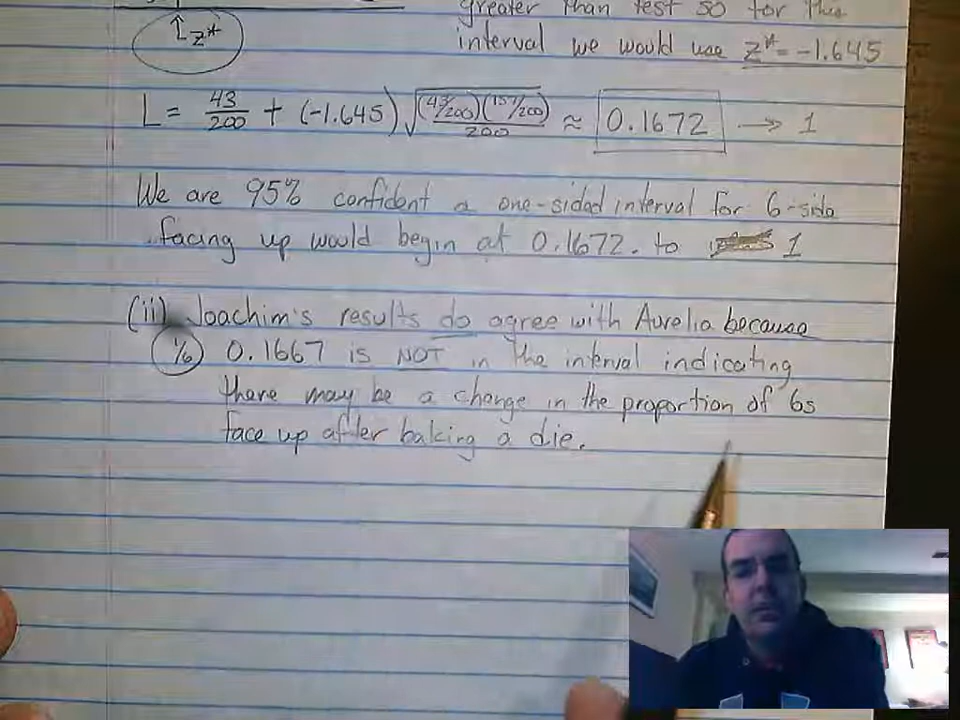 greater than test so for this
↑ z*
interval we would use z* = -1.645
L = 43/200 + (-1.645) √((43/200)(157/200)/200) ≈ 0.1672 → 1
We are 95% confident a one-sided interval for 6-side
facing up would begin at 0.1672. to 1
(ii) Joachim's results do agree with Aurelia because
(1/6) 0.1667 is NOT in the interval indicating
there may be a change in the proportion of 6s
face up after baking a die.